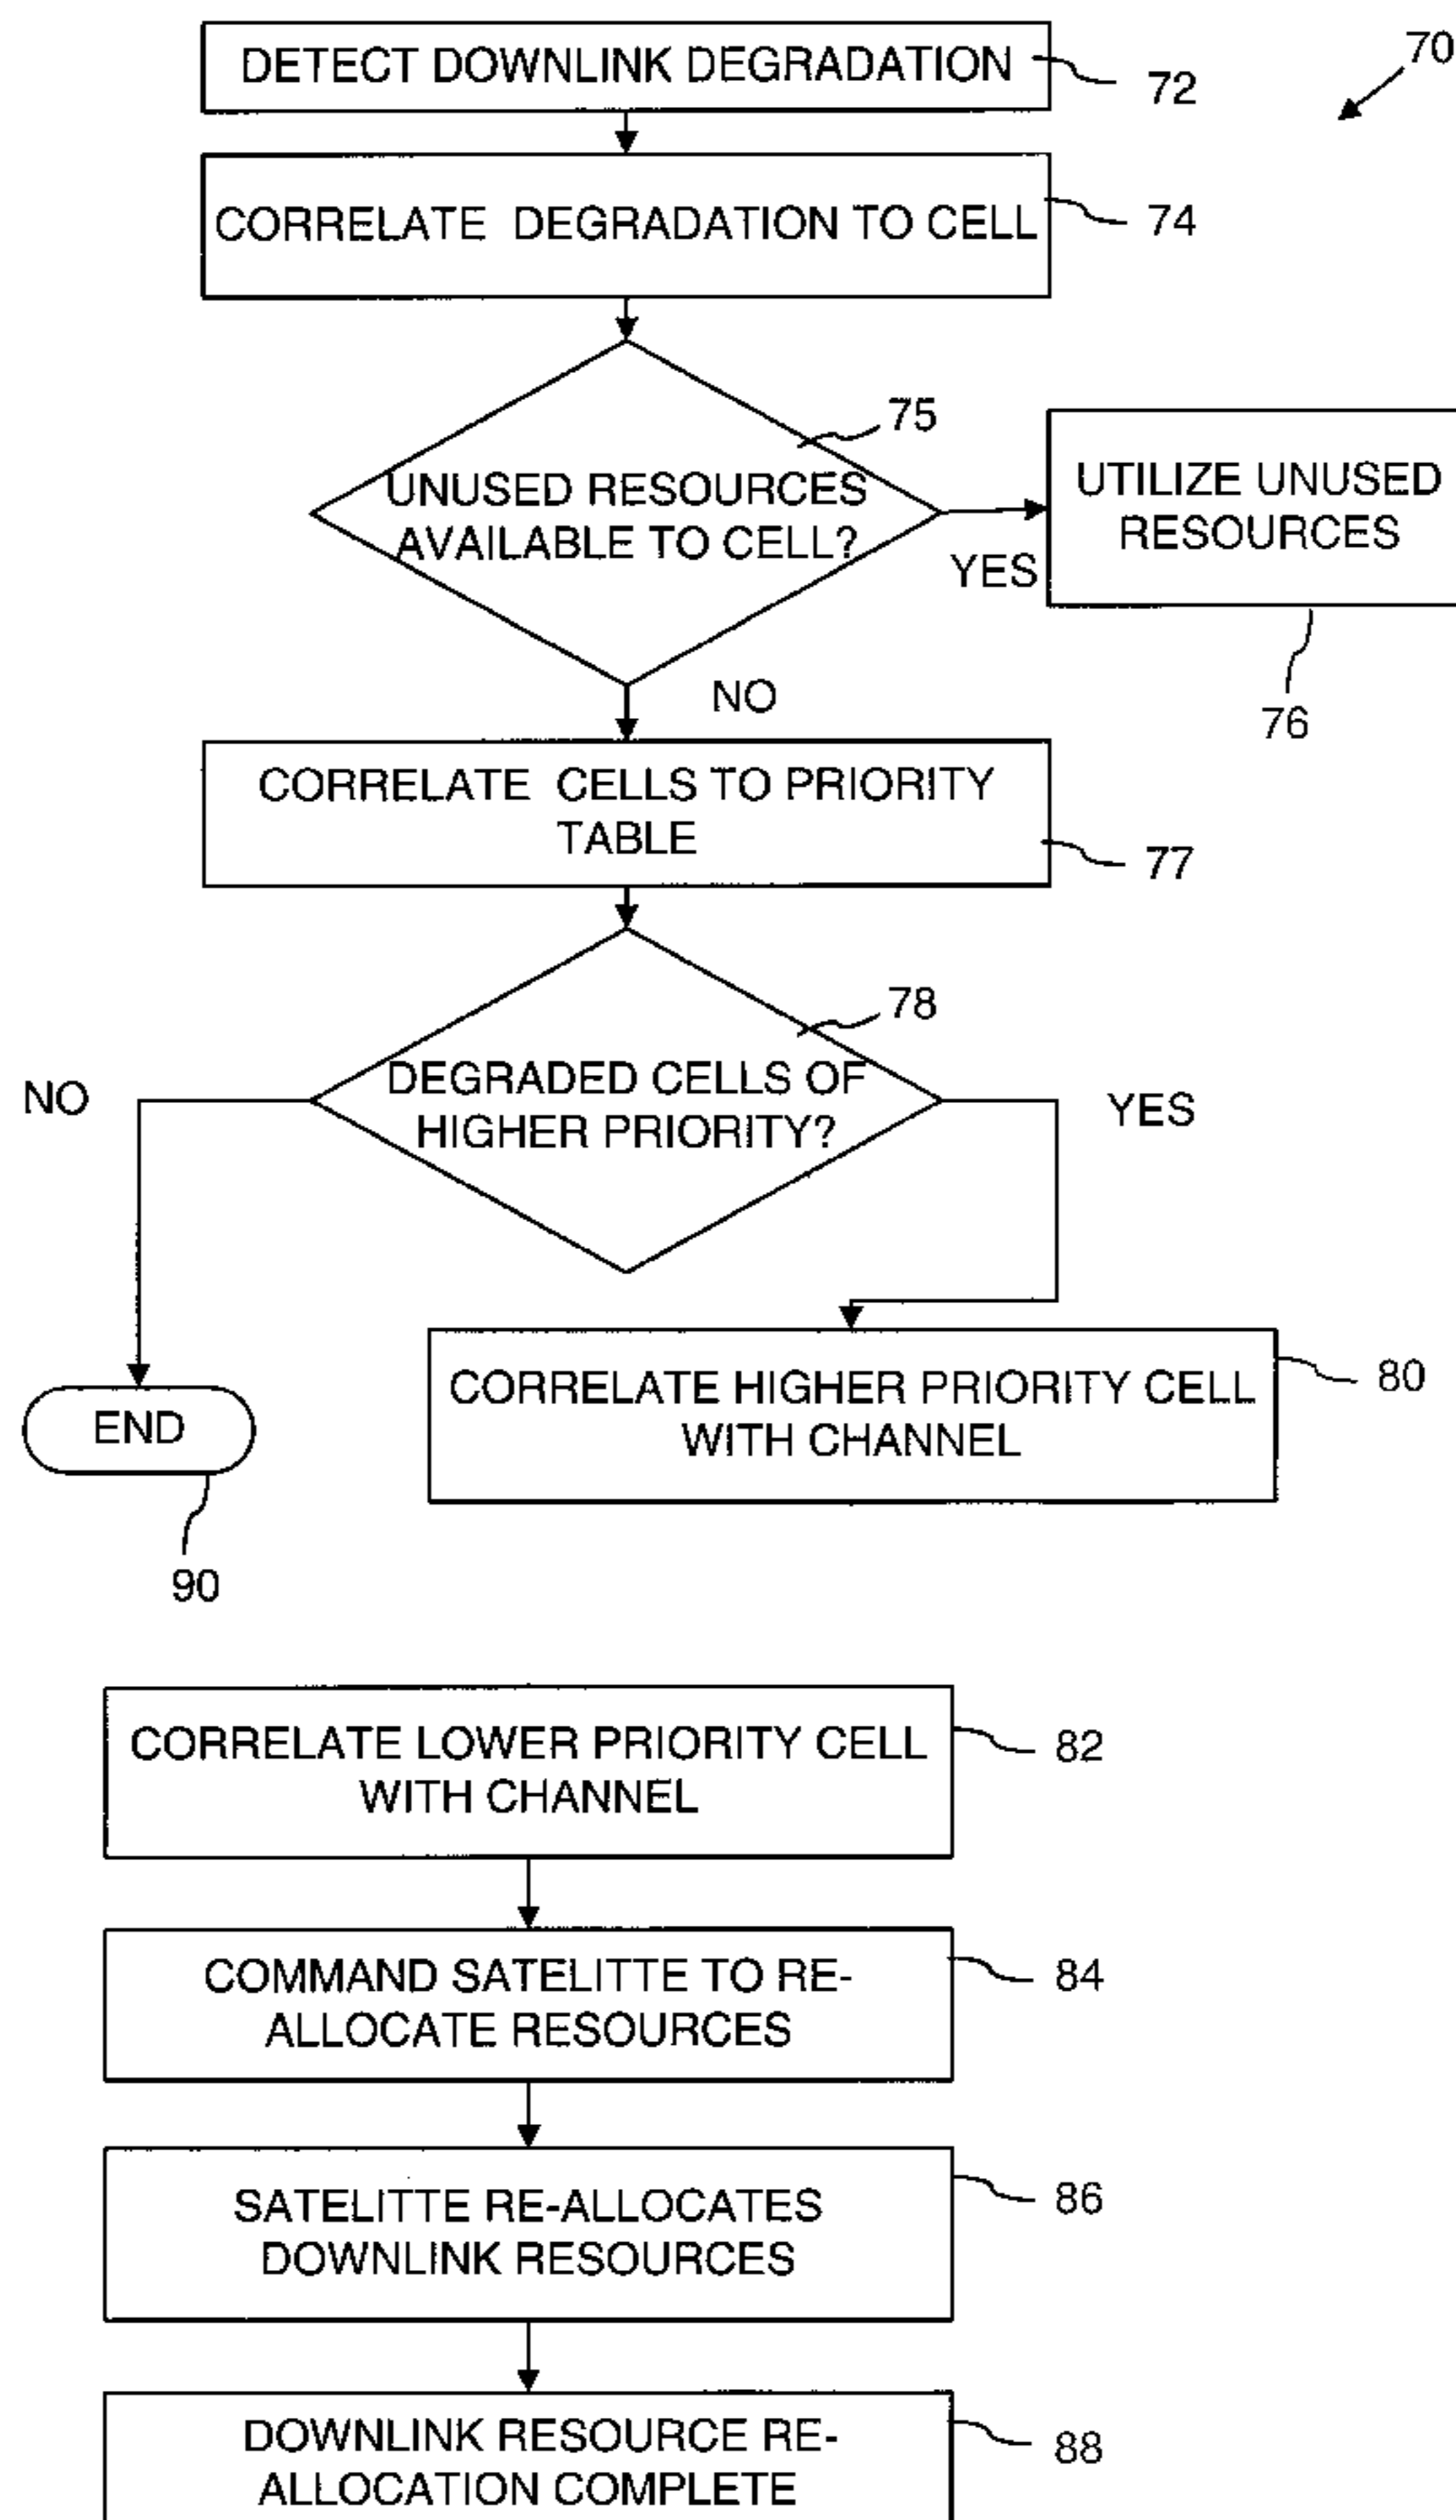 70
DETECT DOWNLINK DEGRADATION
72
CORRELATE DEGRADATION TO CELL
74
75
UNUSED RESOURCES
AVAILABLE TO CELL?
YES
UTILIZE UNUSED
RESOURCES
76
NO
CORRELATE CELLS TO PRIORITY
TABLE
77
78
DEGRADED CELLS OF
HIGHER PRIORITY?
NO
YES
CORRELATE HIGHER PRIORITY CELL
WITH CHANNEL
80
END
90
CORRELATE LOWER PRIORITY CELL
WITH CHANNEL
82
COMMAND SATELITTE TO RE-
ALLOCATE RESOURCES
84
SATELITTE RE-ALLOCATES
DOWNLINK RESOURCES
86
DOWNLINK RESOURCE RE-
ALLOCATION COMPLETE
88